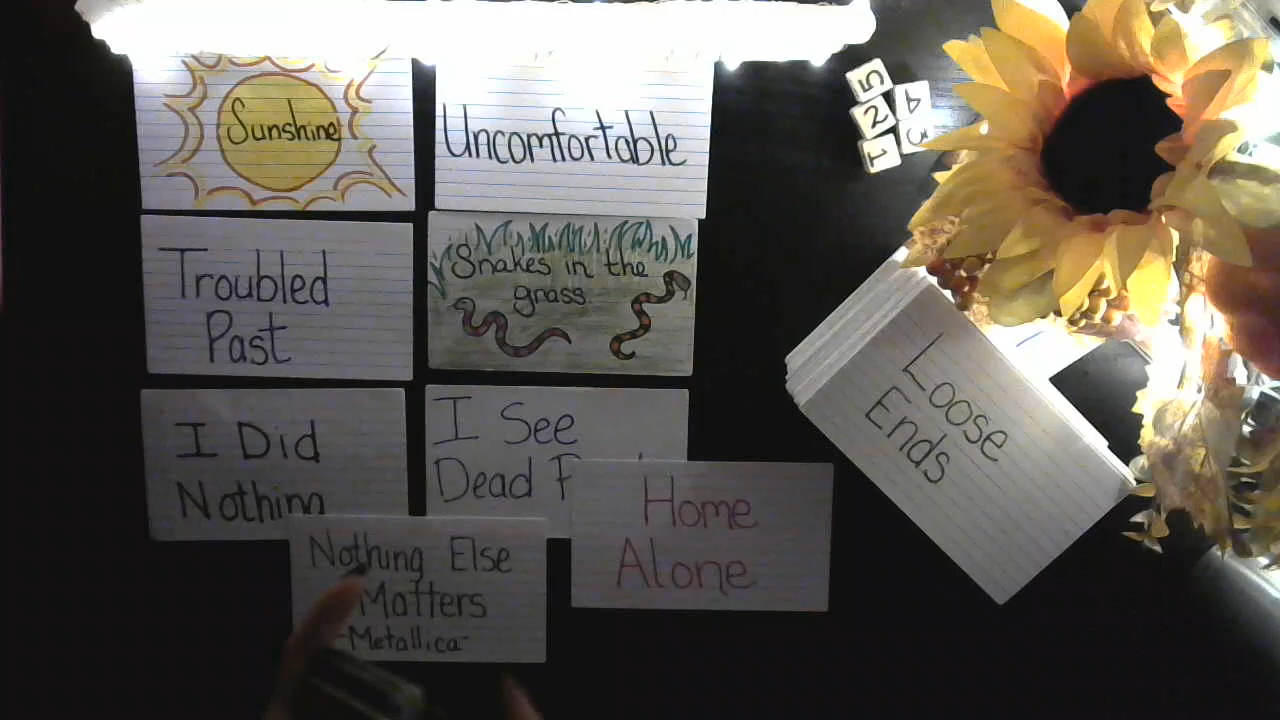 Sunshine
Uncomfortable
Troubled
Past
Snakes in the
grass
I Did
Nothing
I See
Dead
Home
Alone
Nothing Else
Matters
-Metallica-
Loose
Ends
5
2
1
4
3